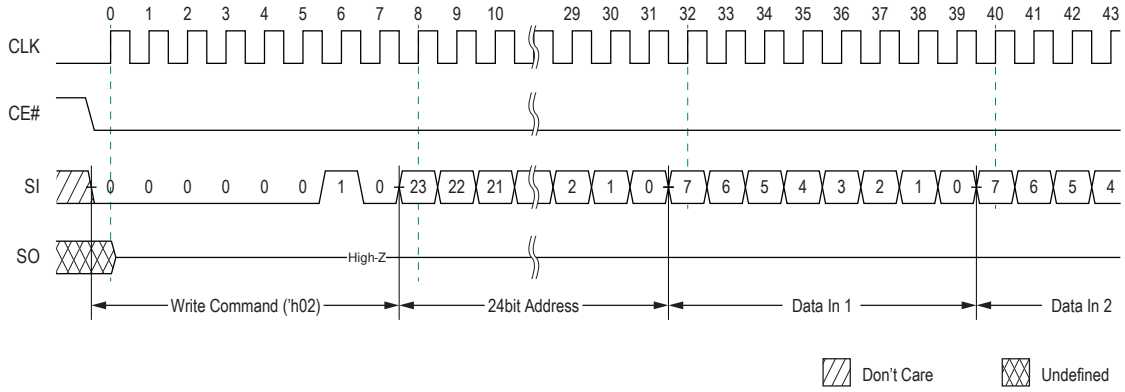 0 1 2 3 4 5 6 7 8 9 10 29 30 31 32 33 34 35 36 37 38 39 40 41 42 43
CLK
CE#
SI 0 0 0 0 0 0 1 0 23 22 21 2 1 0 7 6 5 4 3 2 1 0 7 6 5 4
SO High-Z
Write Command ('h02) 24bit Address Data In 1 Data In 2
Don't Care Undefined